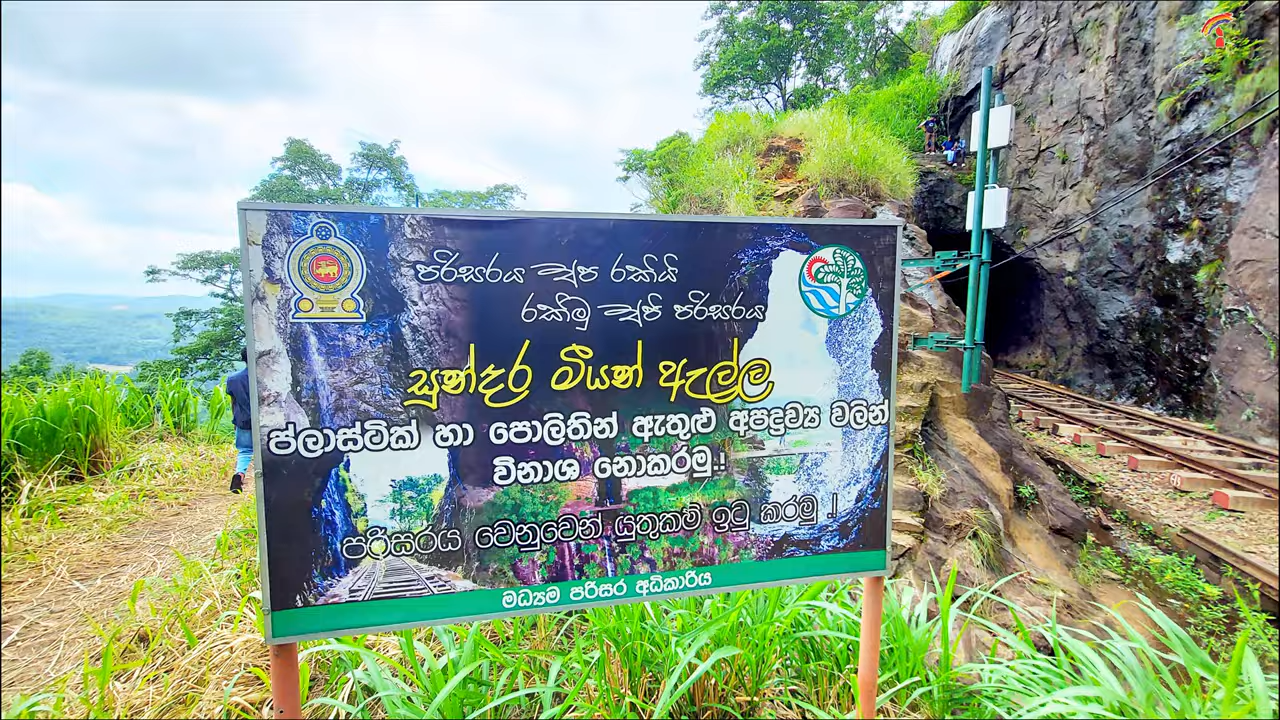 පරිසරය අප රකියි
රකිමු අපි පරිසරය
සුන්දර මීයන් ඇල්ල
ප්ලාස්ටික් හා පොලිතින් ඇතුළු අපද්‍රව්‍ය වලින්
විනාශ නොකරමු.!
පරිසරය වෙනුවෙන් යුතුකම් ඉටු කරමු .!
මධ්‍යම පරිසර අධිකාරිය